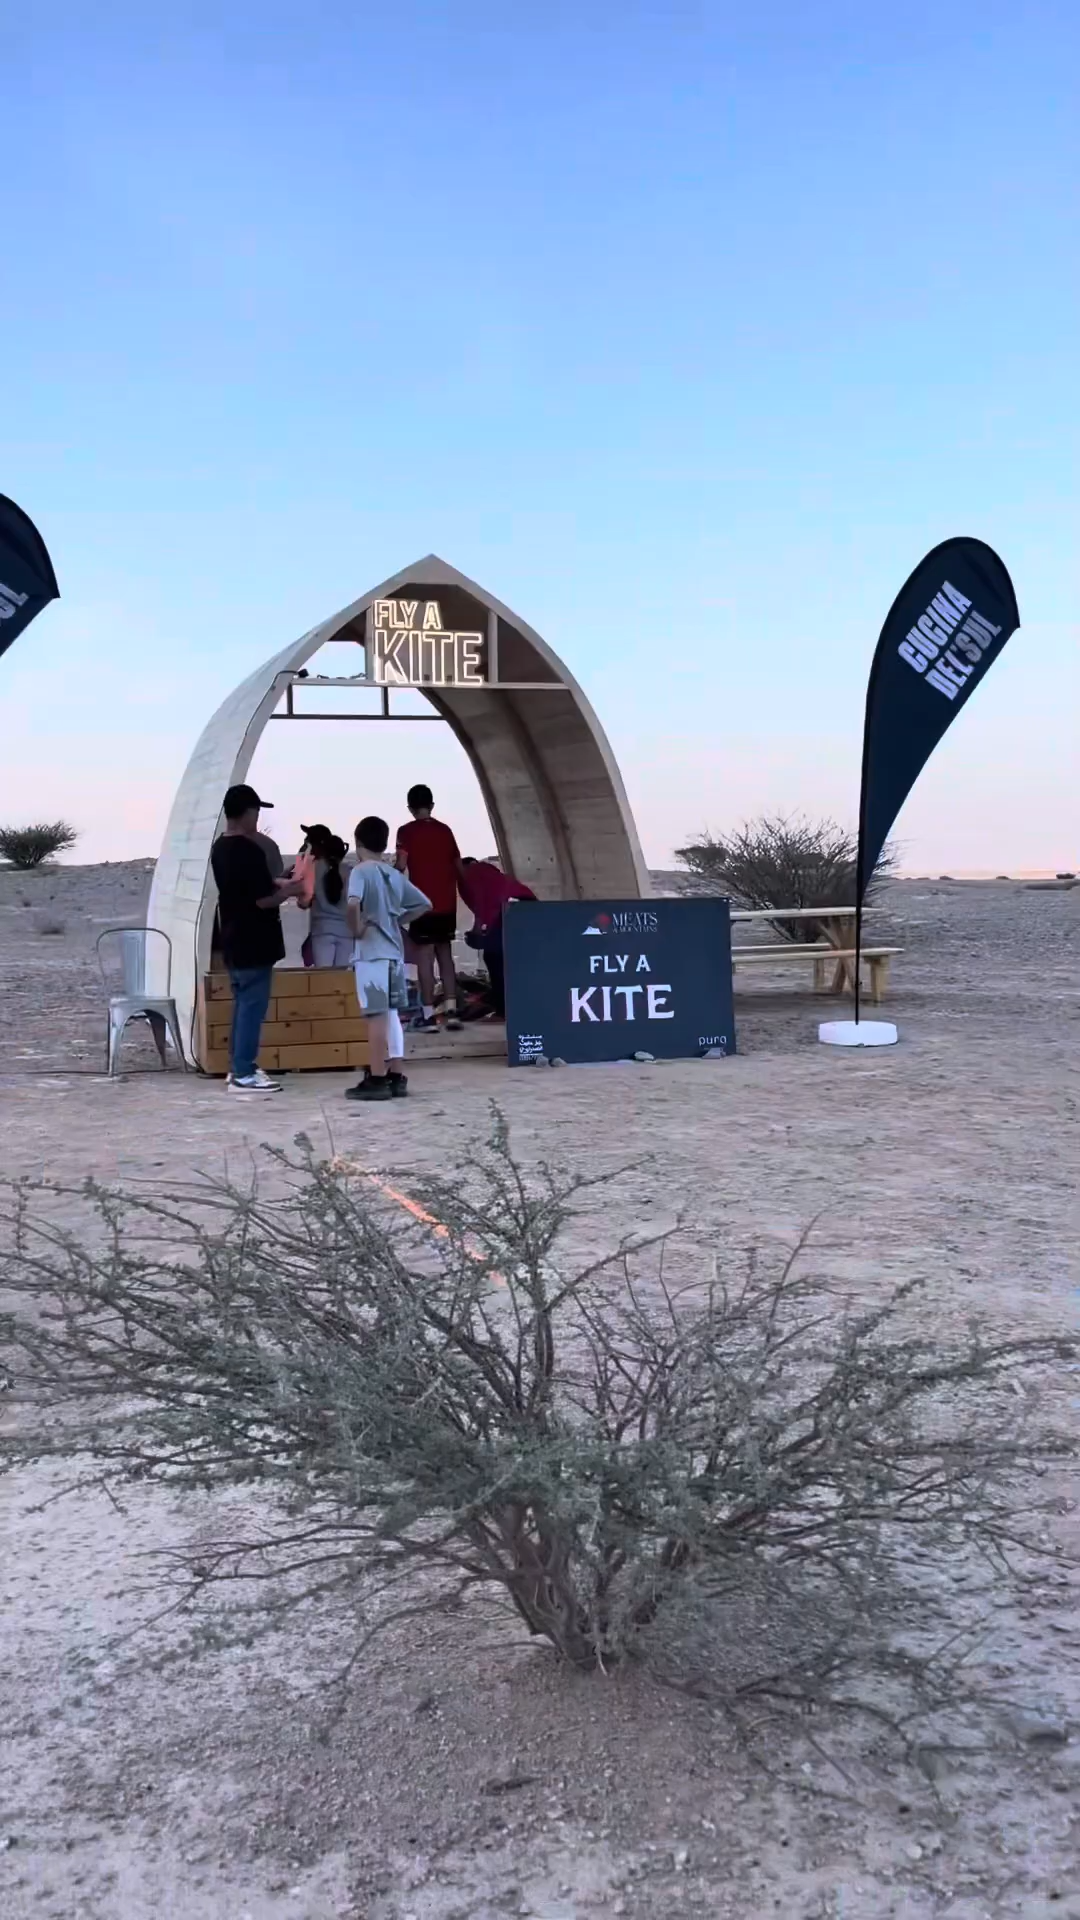 FLY A
KITE
CUCINA
DEL SUL
MEATS
& MOUNTAINS
FLY A
KITE
pura